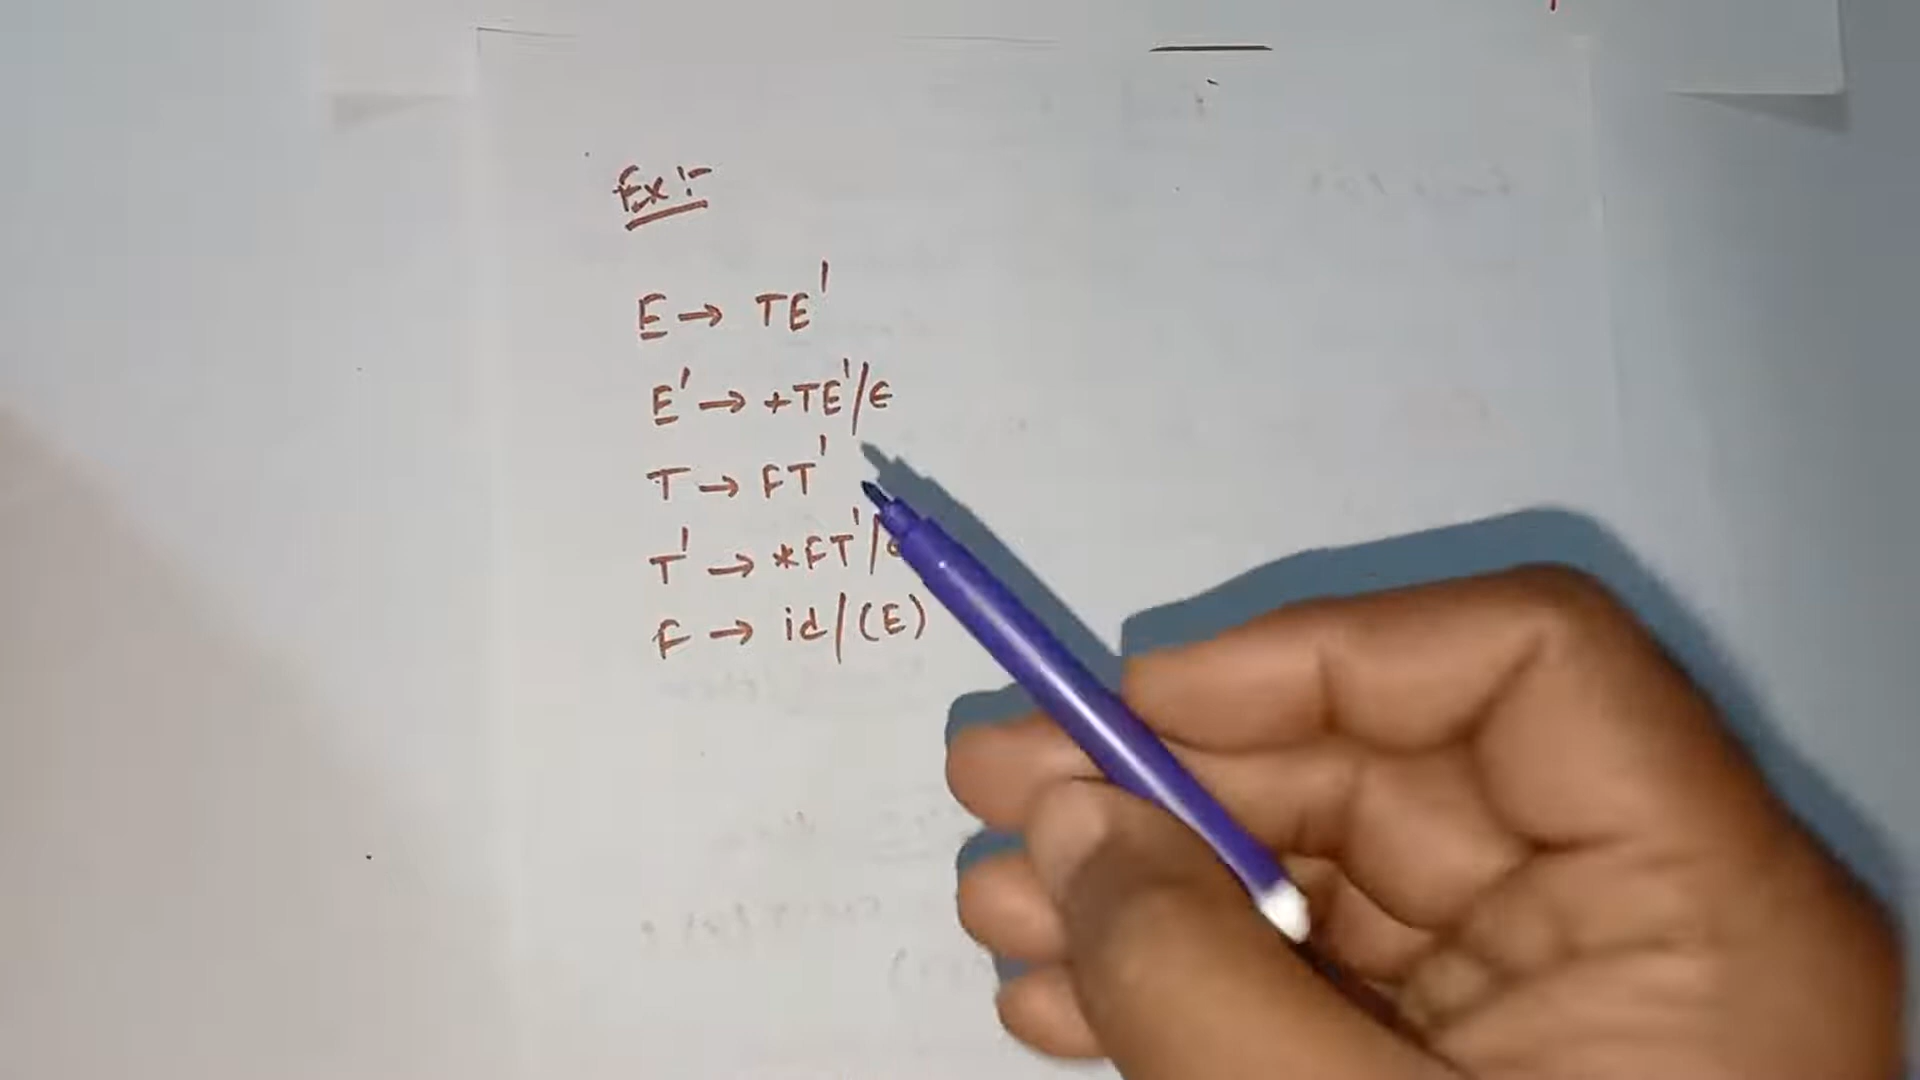 Ex:-
E → TE'
E' → +TE'/ϵ
T → FT'
T' → *FT'/ϵ
F → id/(E)